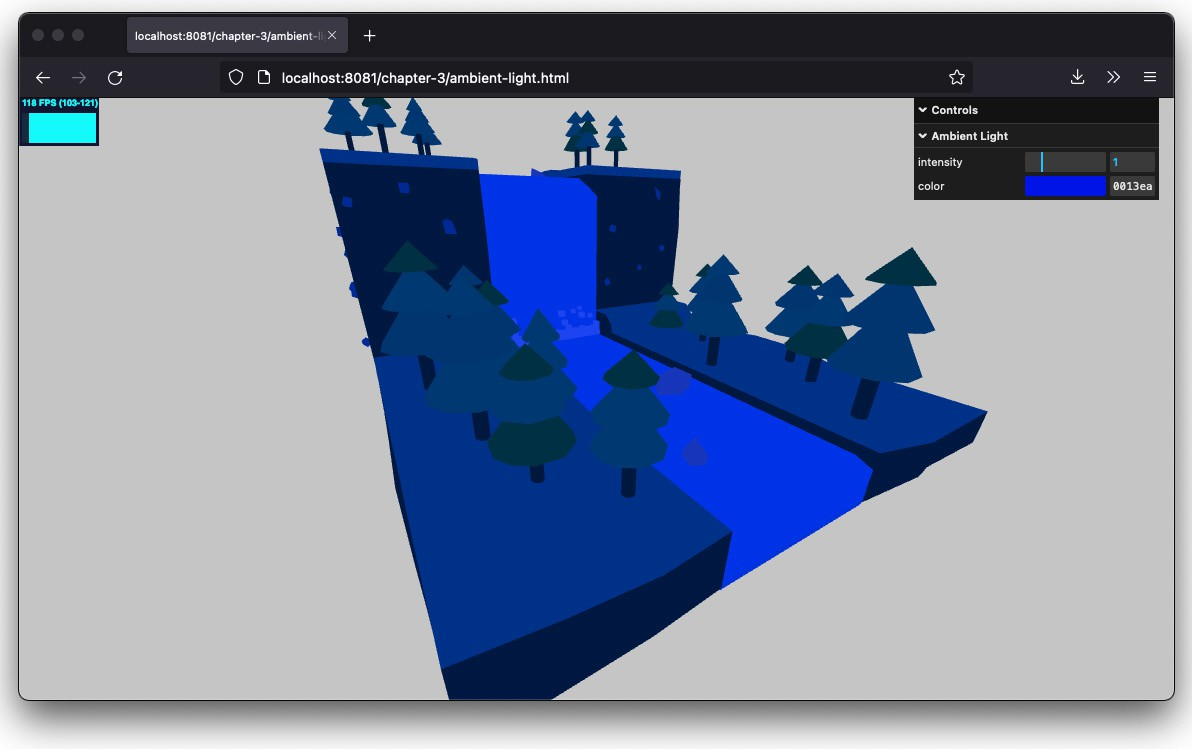 localhost:8081/chapter-3/ambient-li
localhost:8081/chapter-3/ambient-light.html
118 FPS (103-121)
Controls
Ambient Light
intensity 1
color 0013ea